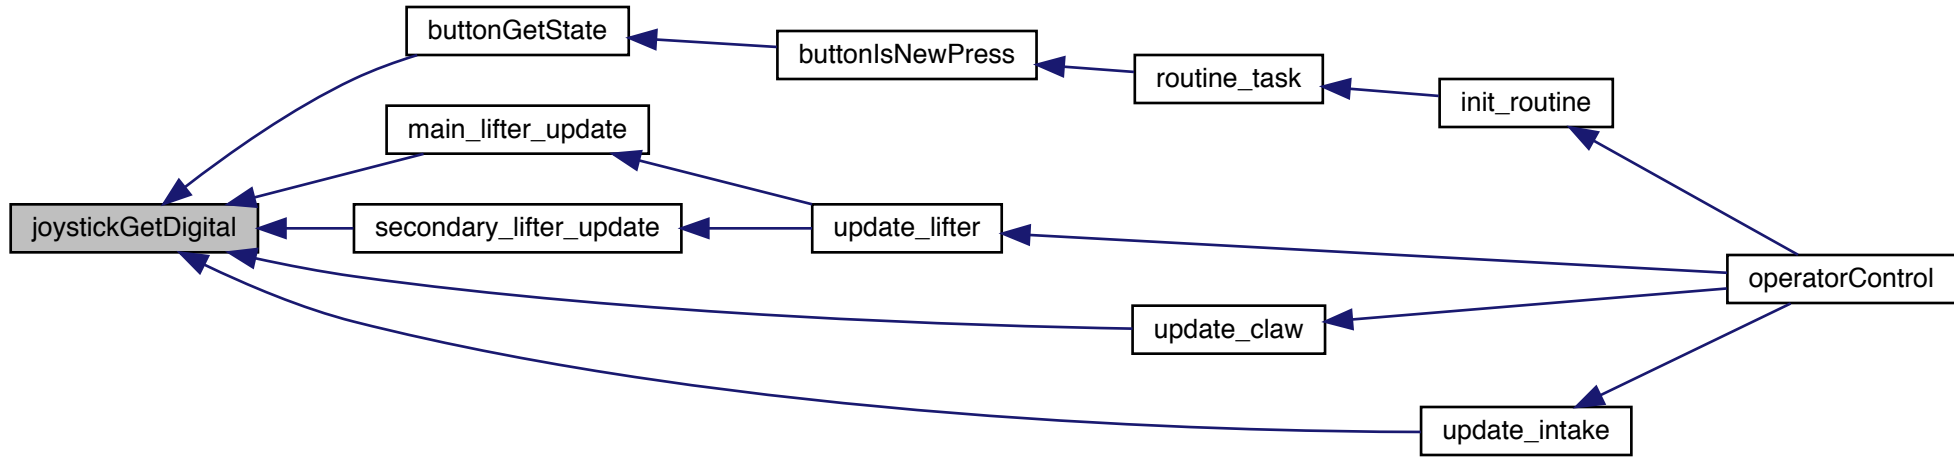 buttonGetState
buttonIsNewPress
routine_task
init_routine
main_lifter_update
joystickGetDigital
secondary_lifter_update
update_lifter
operatorControl
update_claw
update_intake